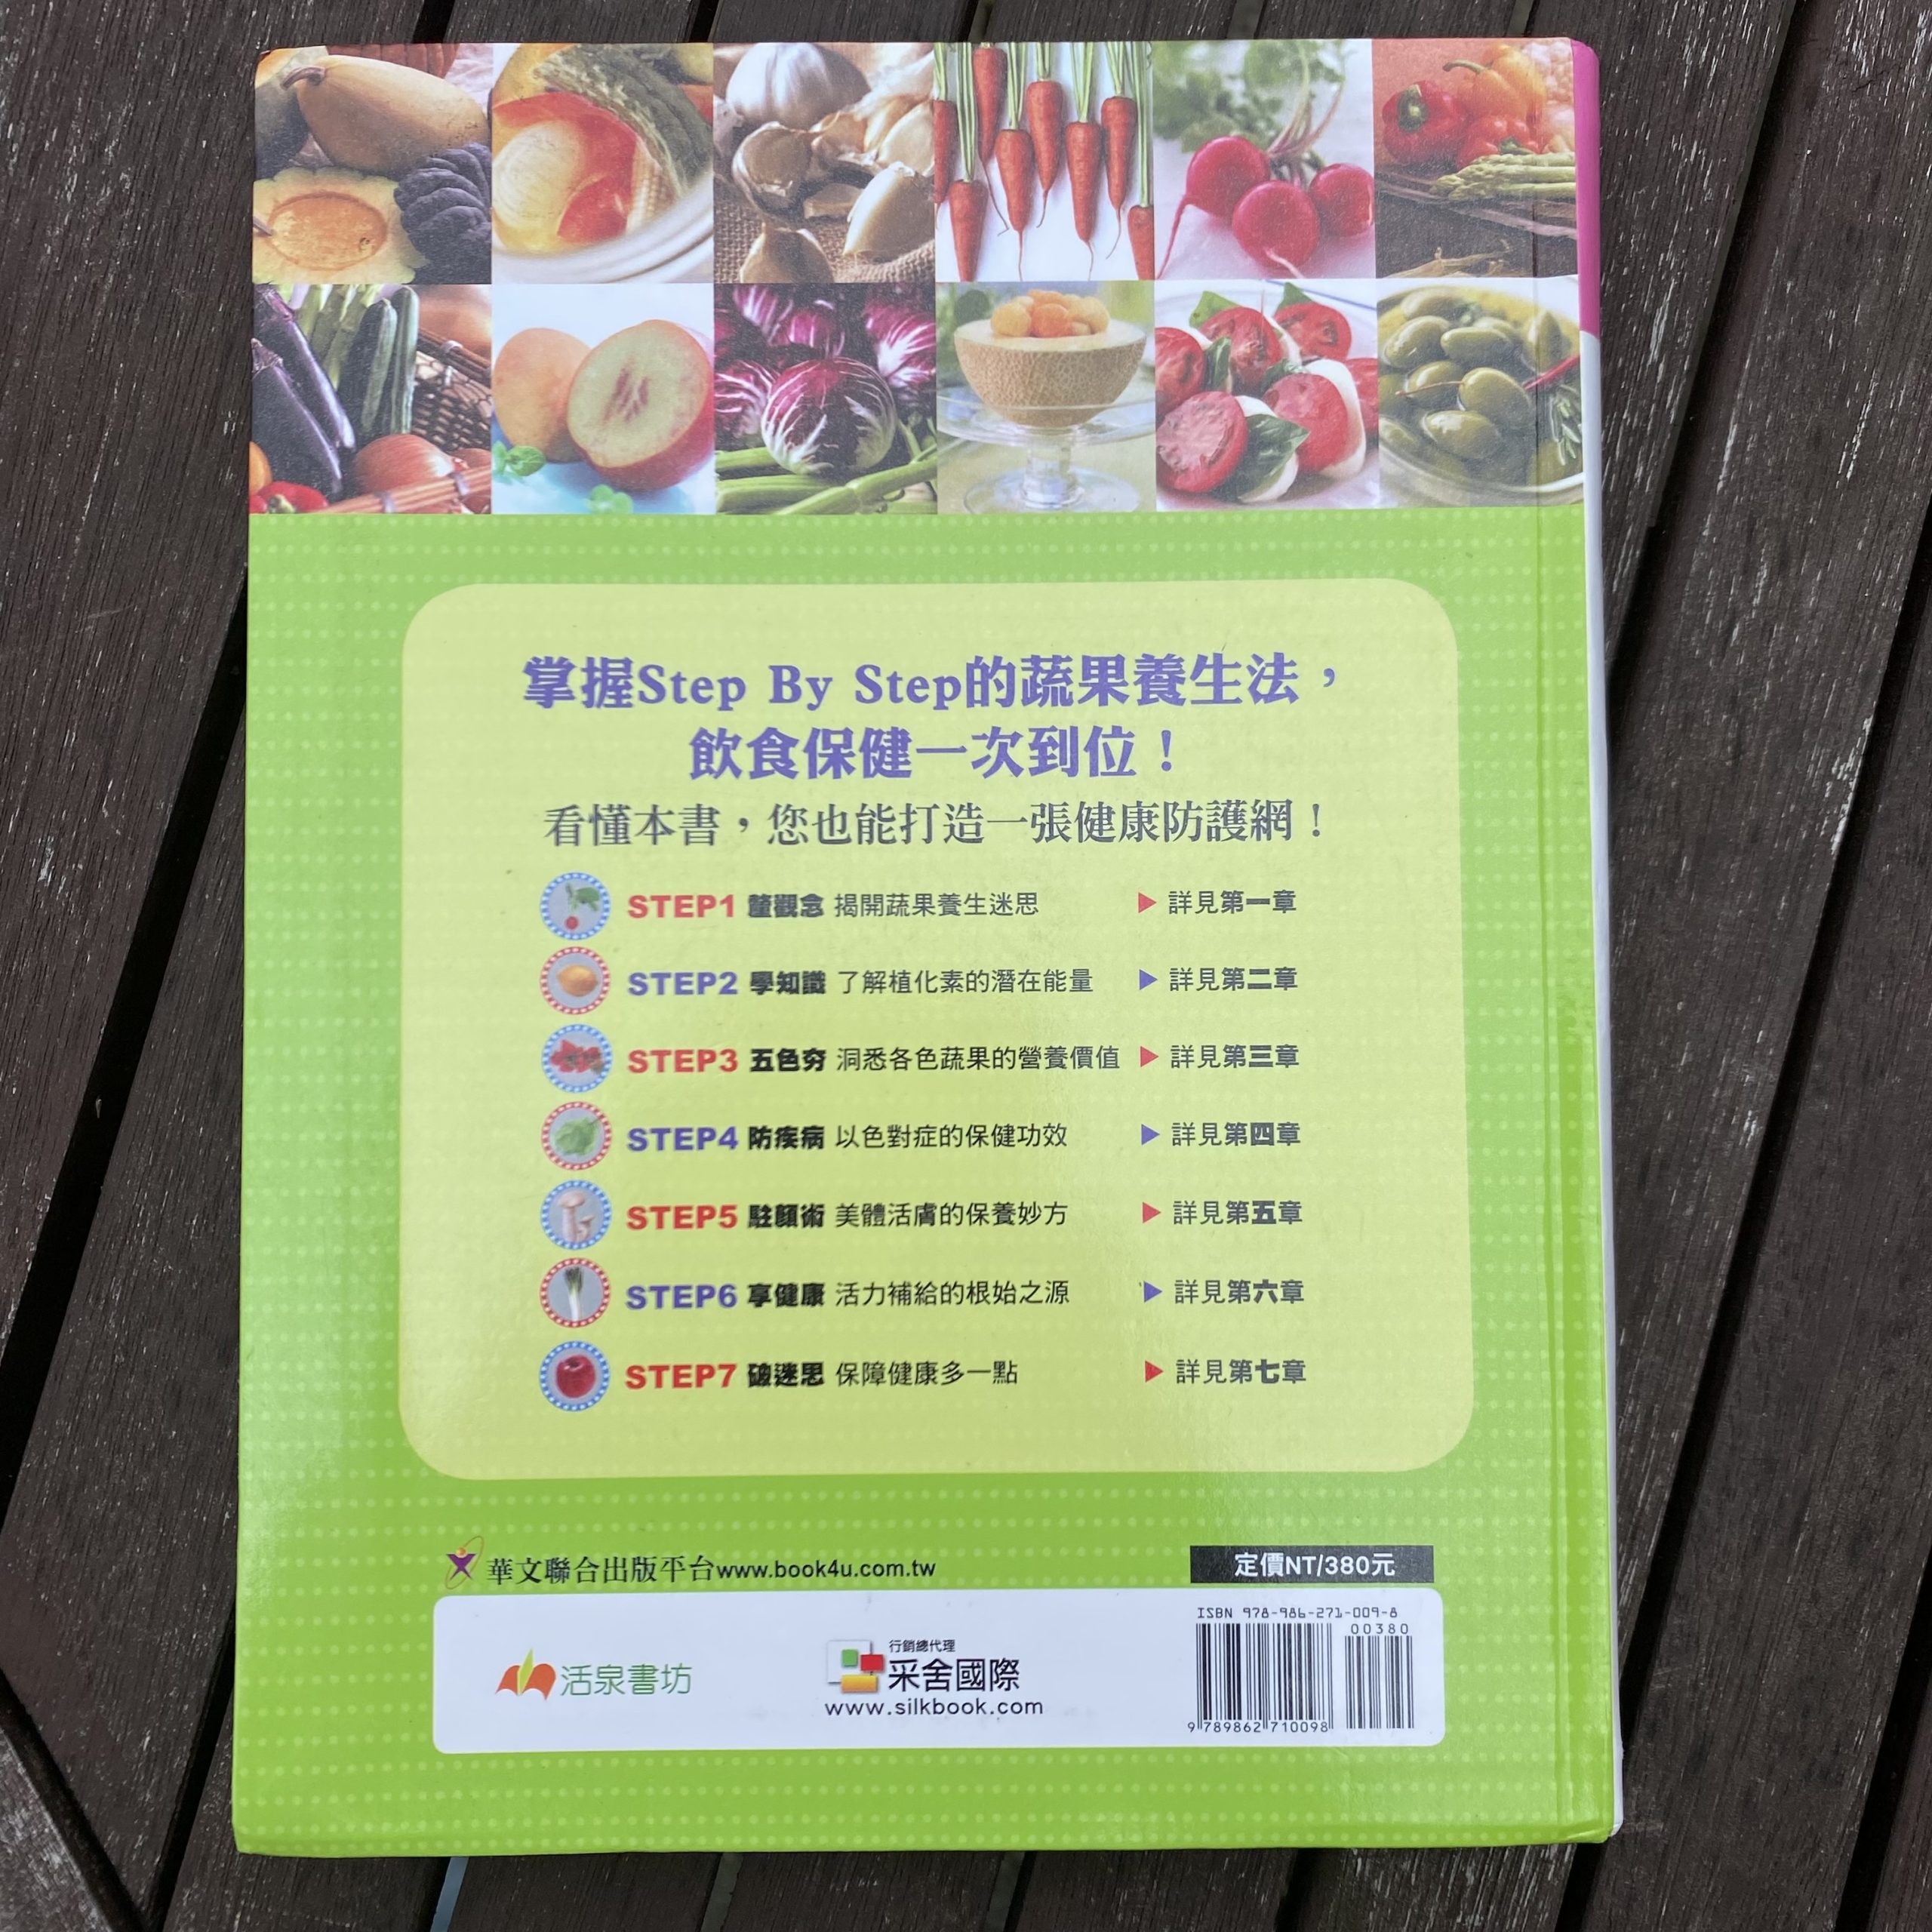 掌握Step By Step的蔬果養生法，
飲食保健一次到位！
看懂本書，您也能打造一張健康防護網！
STEP1 釐觀念 揭開蔬果養生迷思 ▶ 詳見第一章
STEP2 學知識 了解植化素的潛在能量 ▶ 詳見第二章
STEP3 五色夯 洞悉各色蔬果的營養價值 ▶ 詳見第三章
STEP4 防疾病 以色對症的保健功效 ▶ 詳見第四章
STEP5 駐顏術 美體活膚的保養妙方 ▶ 詳見第五章
STEP6 享健康 活力補給的根始之源 ▶ 詳見第六章
STEP7 破迷思 保障健康多一點 ▶ 詳見第七章
華文聯合出版平台www.book4u.com.tw
定價NT/380元
活泉書坊
行銷總代理
采舍國際
www.silkbook.com
ISBN 978-986-271-009-8
00380
9 789862 710098